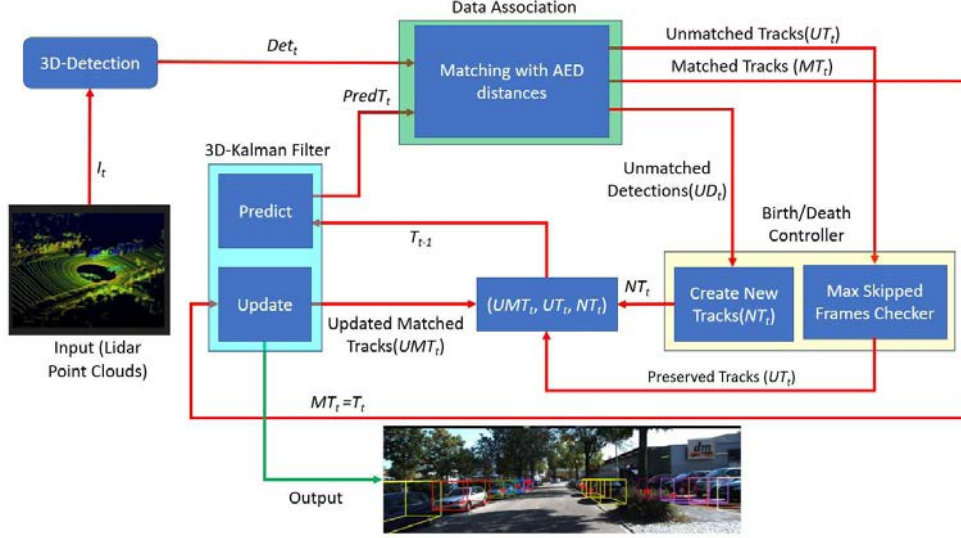 Data Association
Det_t
3D-Detection
Matching with AED
distances
Unmatched Tracks(UT_t)
Matched Tracks (MT_t)
PredT_t
I_t
3D-Kalman Filter
Predict
Unmatched
Detections(UD_t)
Birth/Death
Controller
T_t-1
Update
(UMT_t, UT_t, NT_t)
NT_t
Create New
Tracks(NT_t)
Max Skipped
Frames Checker
Input (Lidar
Point Clouds)
Updated Matched
Tracks(UMT_t)
Preserved Tracks (UT_t)
MT_t =T_t
Output
dm